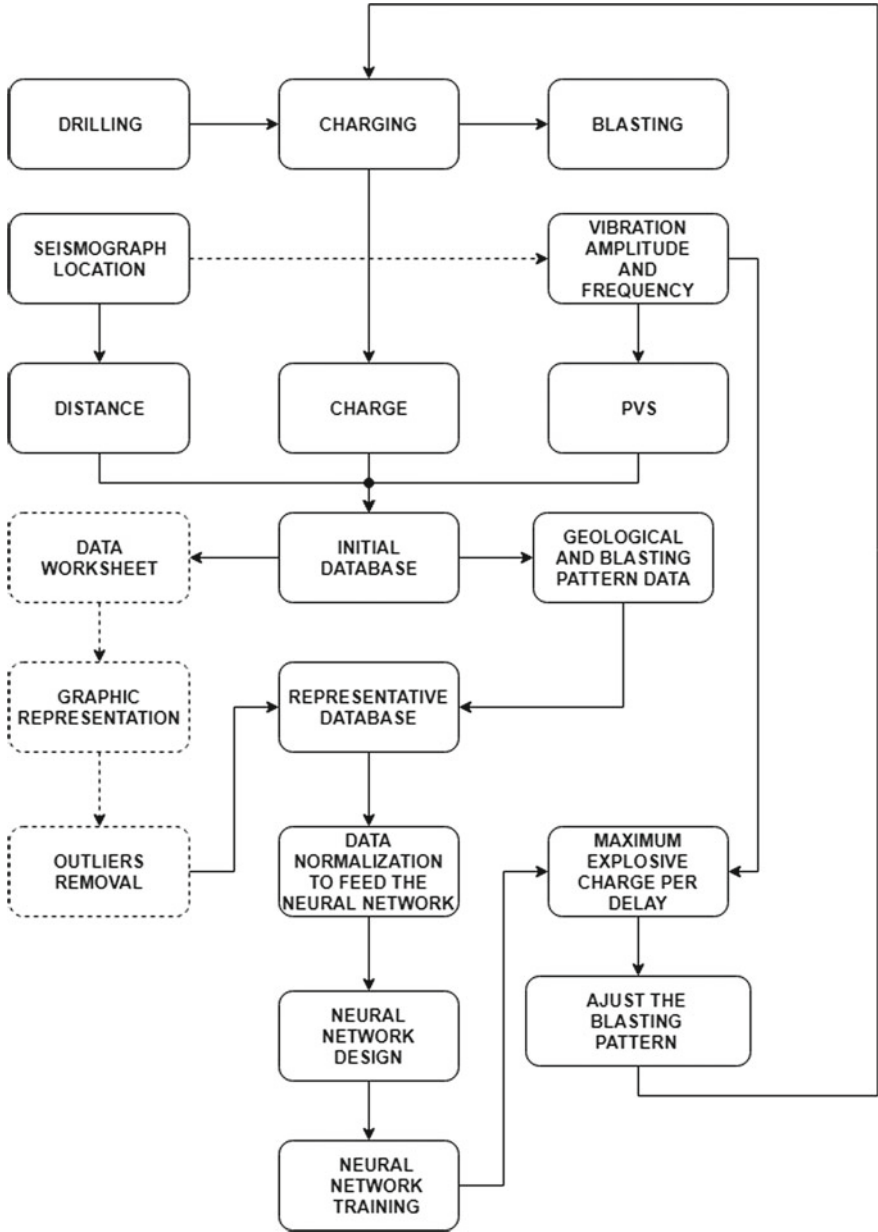 DRILLING
CHARGING
BLASTING
SEISMOGRAPH
LOCATION
VIBRATION
AMPLITUDE
AND
FREQUENCY
DISTANCE
CHARGE
PVS
DATA
WORKSHEET
INITIAL
DATABASE
GEOLOGICAL
AND BLASTING
PATTERN DATA
GRAPHIC
REPRESENTATION
REPRESENTATIVE
DATABASE
OUTLIERS
REMOVAL
DATA
NORMALIZATION
TO FEED THE
NEURAL NETWORK
MAXIMUM
EXPLOSIVE
CHARGE PER
DELAY
NEURAL
NETWORK
DESIGN
AJUST THE
BLASTING
PATTERN
NEURAL
NETWORK
TRAINING